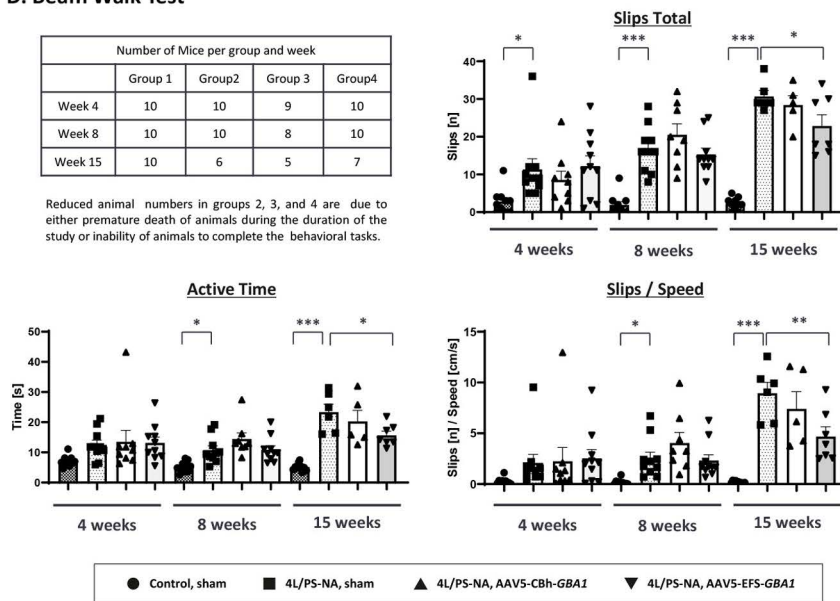 D. Beam Walk Test
Number of Mice per group and week
Group 1 Group2 Group 3 Group4
Week 4 10 10 9 10
Week 8 10 10 8 10
Week 15 10 6 5 7
Reduced animal numbers in groups 2, 3, and 4 are due to
either premature death of animals during the duration of the
study or inability of animals to complete the behavioral tasks.
Slips Total
Slips [n]
40
30
20
10
0
* *** *** *
4 weeks 8 weeks 15 weeks
Active Time
Time [s]
50
40
30
20
10
0
* *** *
4 weeks 8 weeks 15 weeks
Slips / Speed
Slips [n] / Speed [cm/s]
15
10
5
0
* *** **
4 weeks 8 weeks 15 weeks
Control, sham 4L/PS-NA, sham 4L/PS-NA, AAV5-CBh-GBA1 4L/PS-NA, AAV5-EFS-GBA1